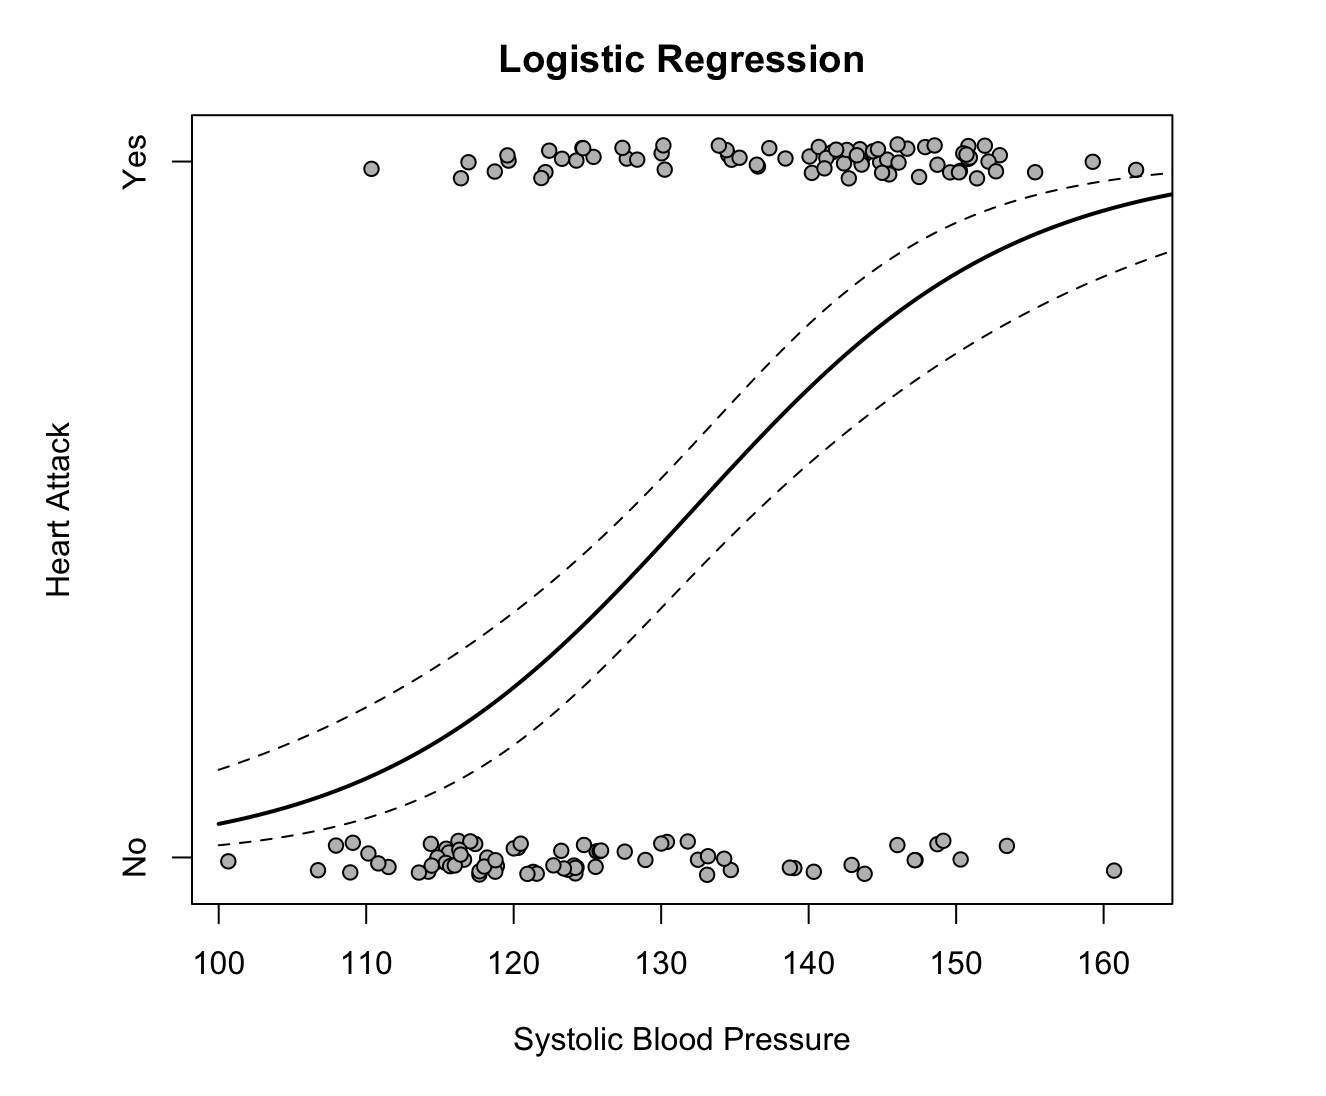 Logistic Regression
Yes
Heart Attack
No
100 110 120 130 140 150 160
Systolic Blood Pressure